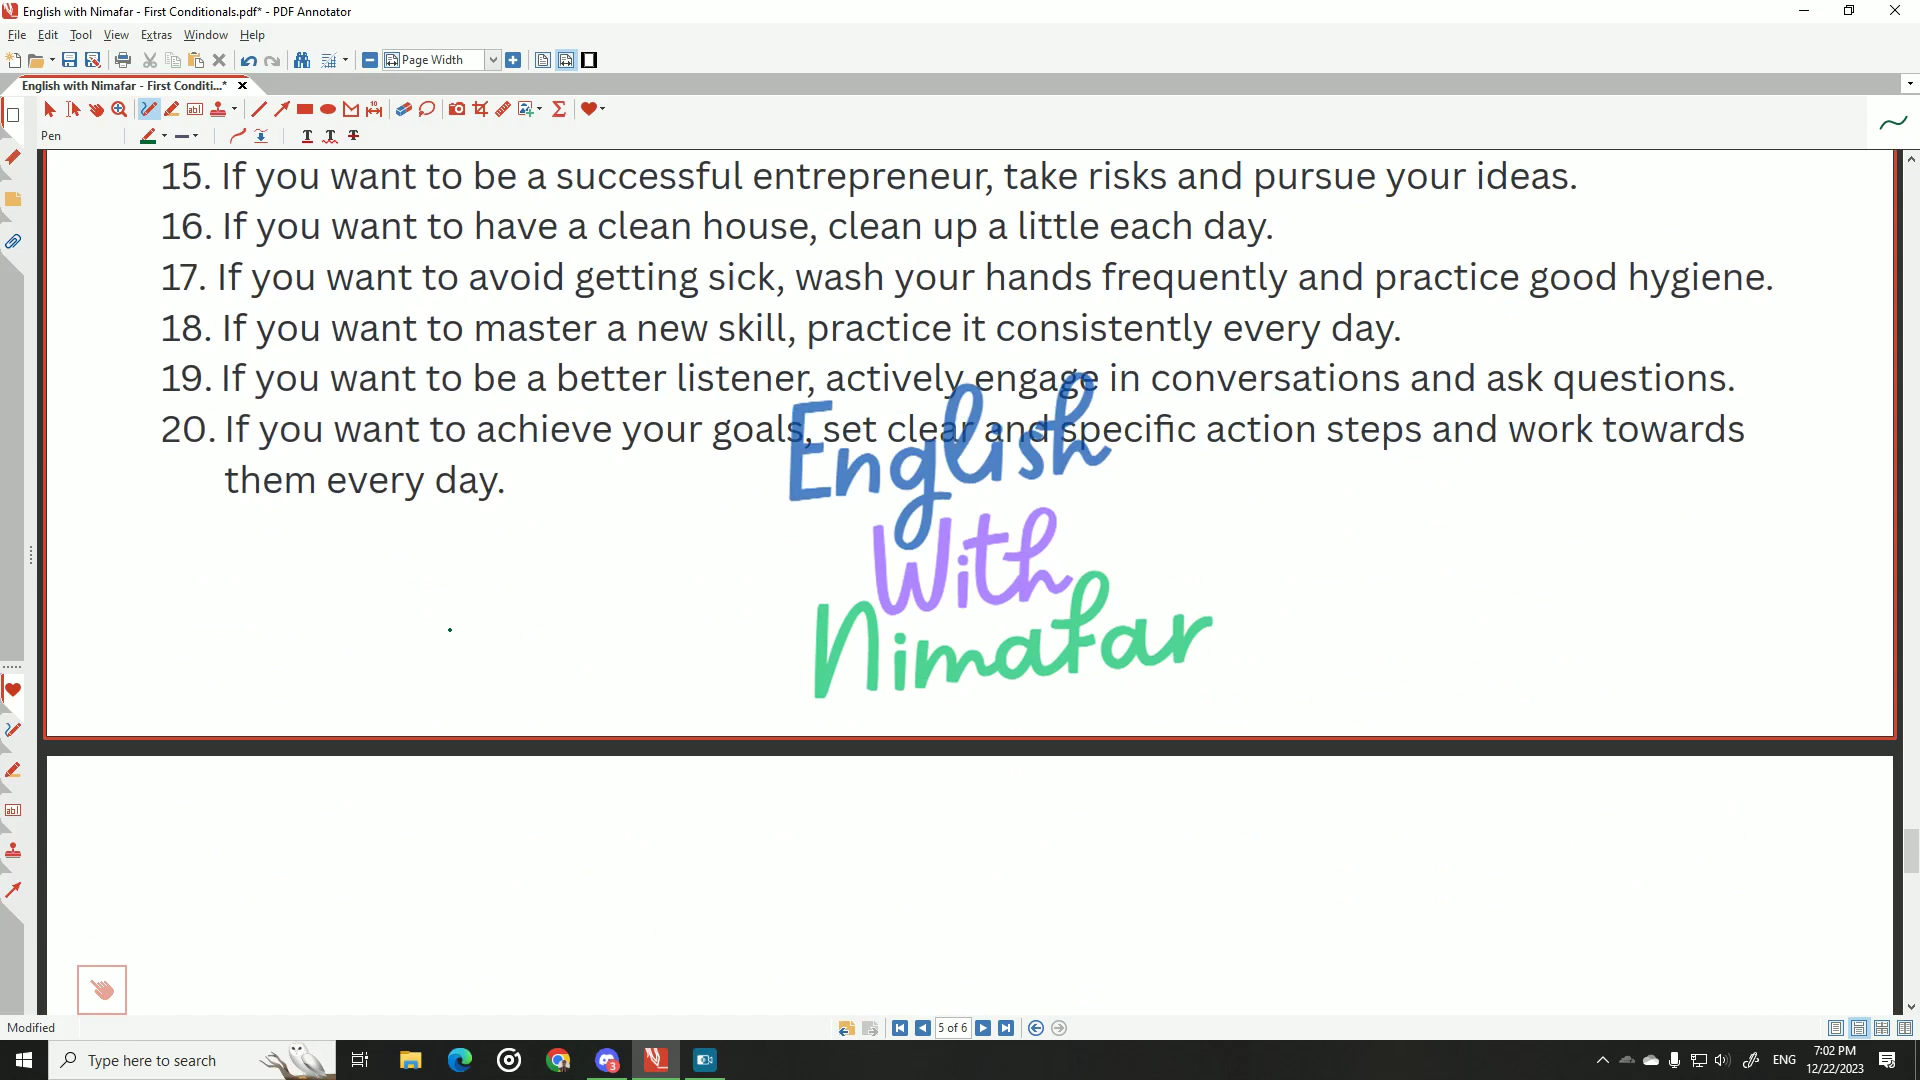 English with Nimafar - First Conditionals.pdf* - PDF Annotator
File Edit Tool View Extras Window Help
Page Width
English with Nimafar - First Conditi...*
Pen
15. If you want to be a successful entrepreneur, take risks and pursue your ideas.
16. If you want to have a clean house, clean up a little each day.
17. If you want to avoid getting sick, wash your hands frequently and practice good hygiene.
18. If you want to master a new skill, practice it consistently every day.
19. If you want to be a better listener, actively engage in conversations and ask questions.
20. If you want to achieve your goals, set clear and specific action steps and work towards
them every day.
English
With
Nimafar
Modified
5 of 6
Type here to search
3
ENG
7:02 PM
12/22/2023